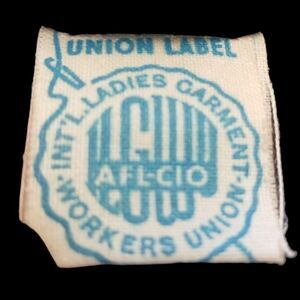 UNION LABEL
INT'L. LADIES GARMENT
WORKERS UNION
ILGWU
AFL-CIO